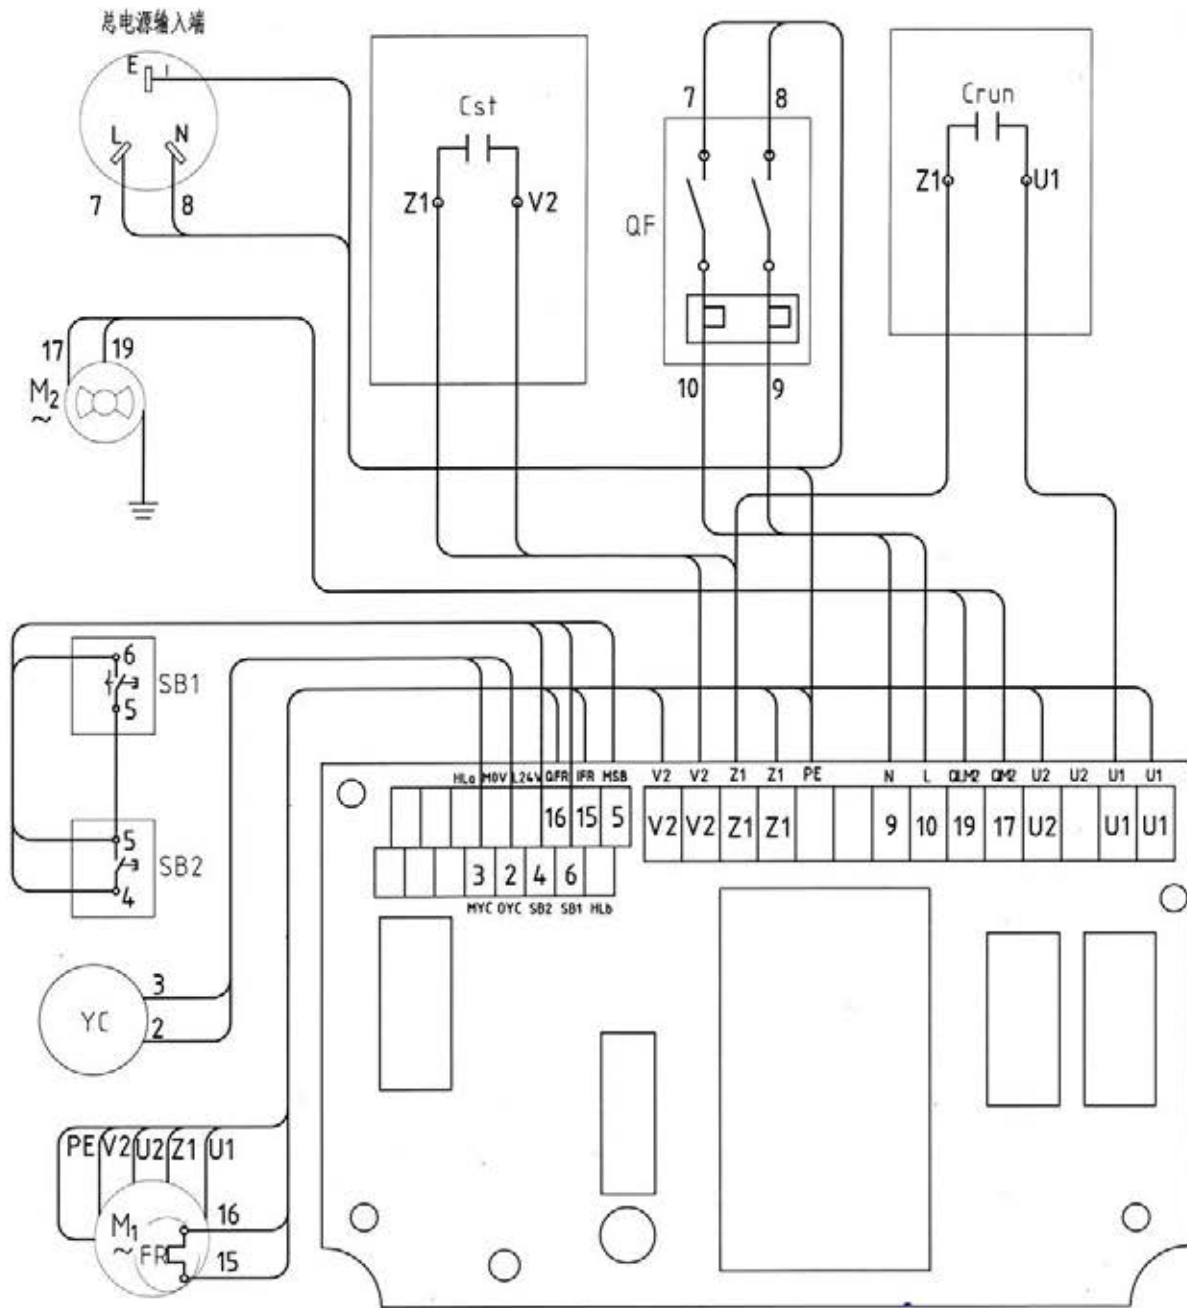 总电源输入端
E
L
N
7
8
Cst
Z1
V2
7
8
QF
10
9
Crun
Z1
U1
17
19
M2
~
6
SB1
5
5
SB2
4
3
YC
2
PE V2 U2 Z1 U1
M1
~
FR
16
15
HLa M0V L24V QFR IFR MSB V2 V2 Z1 Z1 PE N L QLM2 QM2 U2 U2 U1 U1
16 15 5 V2 V2 Z1 Z1 9 10 19 17 U2 U1 U1
3 2 4 6
MYC OYC SB2 SB1 HLb